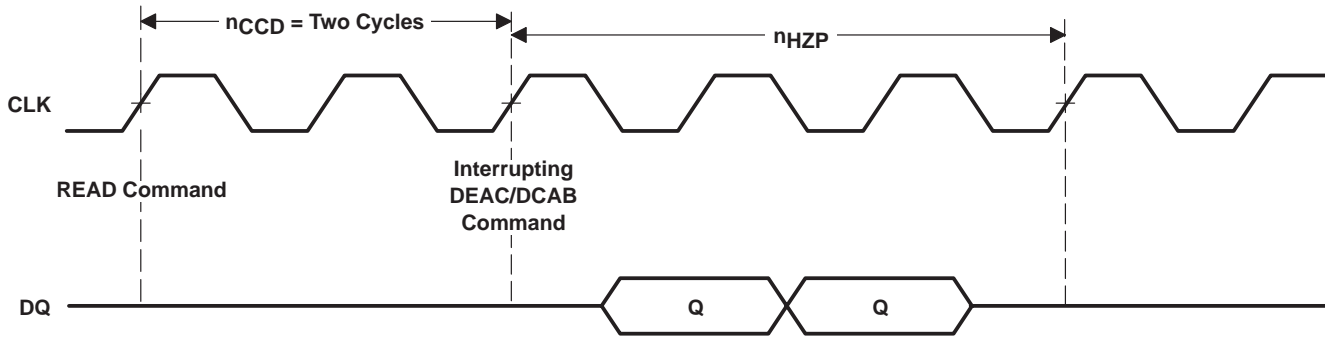 nCCD = Two Cycles
nHZP
CLK
READ Command
Interrupting
DEAC/DCAB
Command
DQ
Q
Q